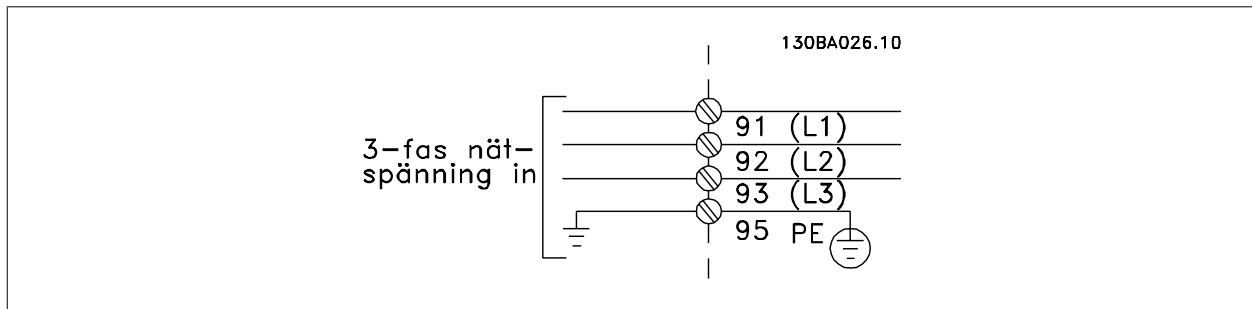 130BA026.10
3-fas nät-
spänning in
91 (L1)
92 (L2)
93 (L3)
95 PE